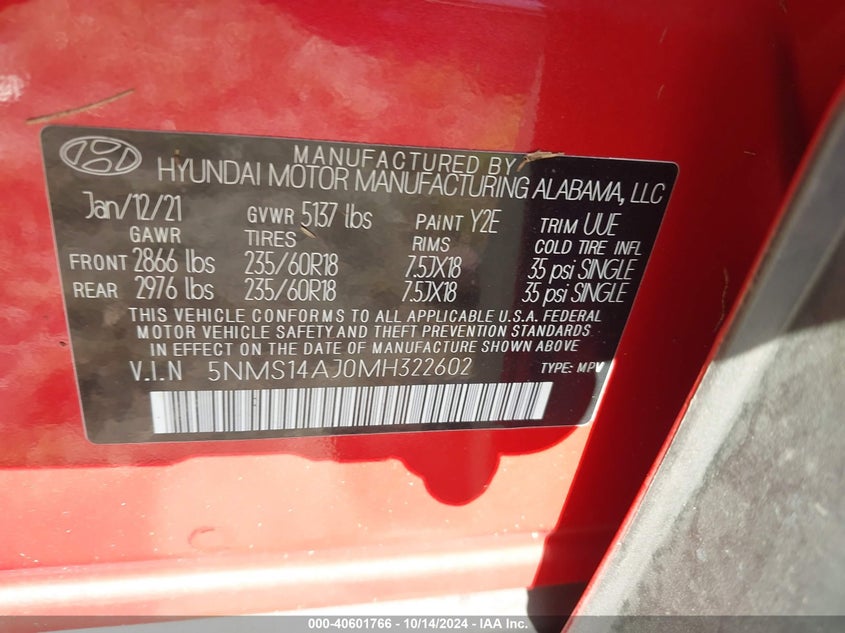 MANUFACTURED BY
HYUNDAI MOTOR MANUFACTURING ALABAMA, LLC
Jan/12/21 GVWR 5137 lbs PAINT Y2E TRIM UUE
GAWR TIRES RIMS COLD TIRE INFL
FRONT 2866 lbs 235/60R18 7.5JX18 35 psi SINGLE
REAR 2976 lbs 235/60R18 7.5JX18 35 psi SINGLE
THIS VEHICLE CONFORMS TO ALL APPLICABLE U.S.A. FEDERAL
MOTOR VEHICLE SAFETY AND THEFT PREVENTION STANDARDS
IN EFFECT ON THE DATE OF MANUFACTURE SHOWN ABOVE
V.I.N 5NMS14AJ0MH322602 TYPE: MPV
000-40601766 • 10/14/2024 • IAA Inc.